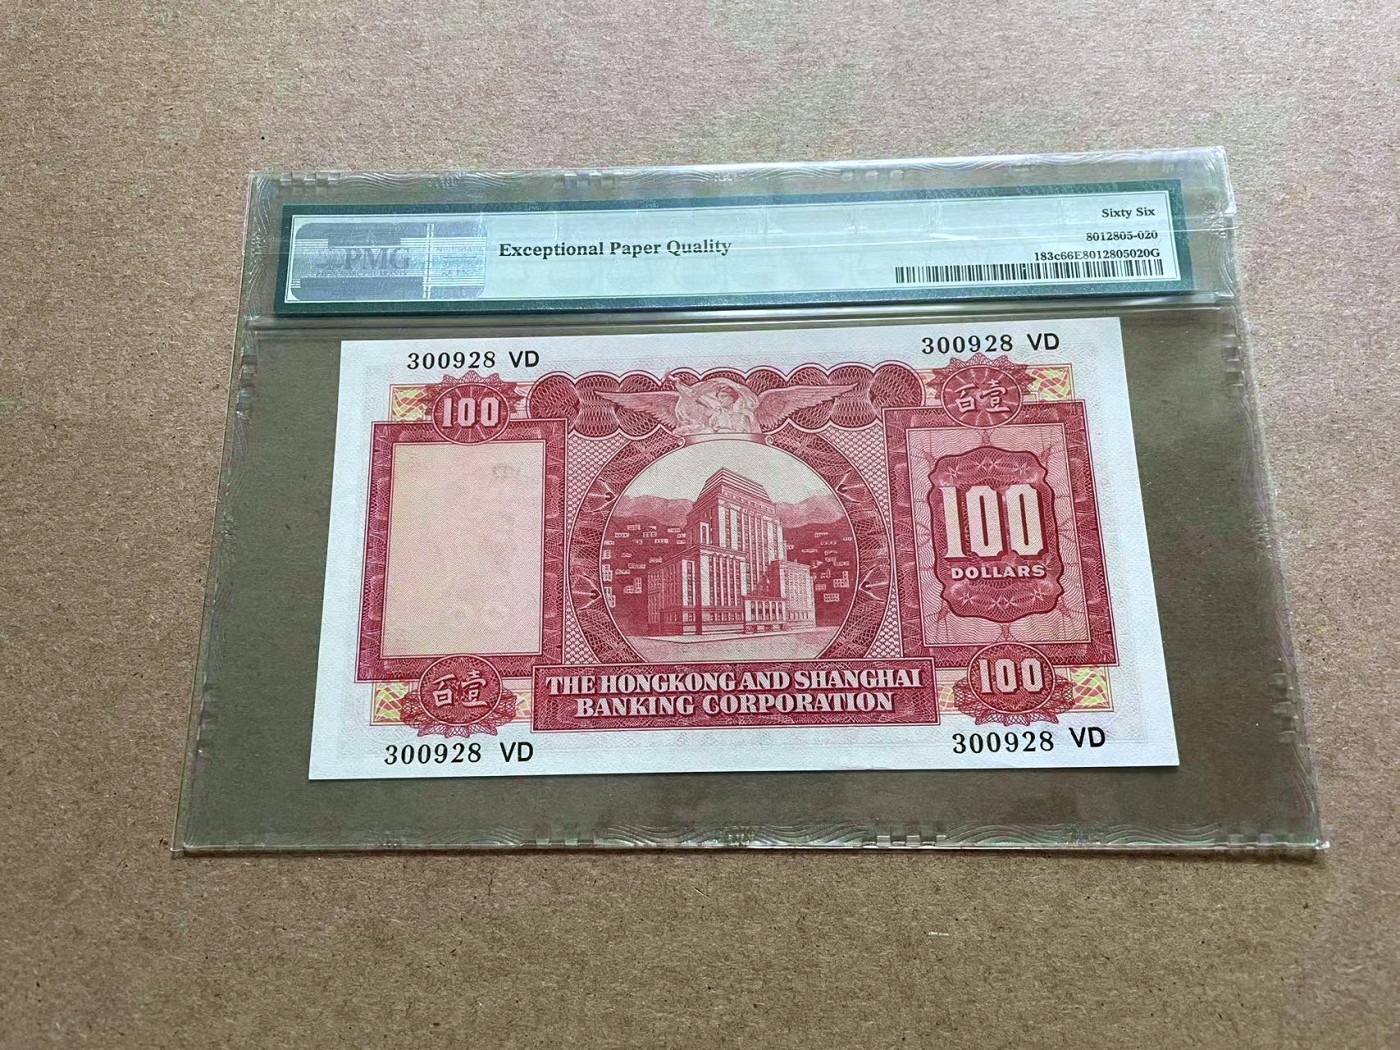 PMG
Exceptional Paper Quality
Sixty Six
8012805-020
183c66E8012805020G
300928 VD
300928 VD
100
百壹
100
DOLLARS
百壹
THE HONGKONG AND SHANGHAI
BANKING CORPORATION
100
300928 VD
300928 VD